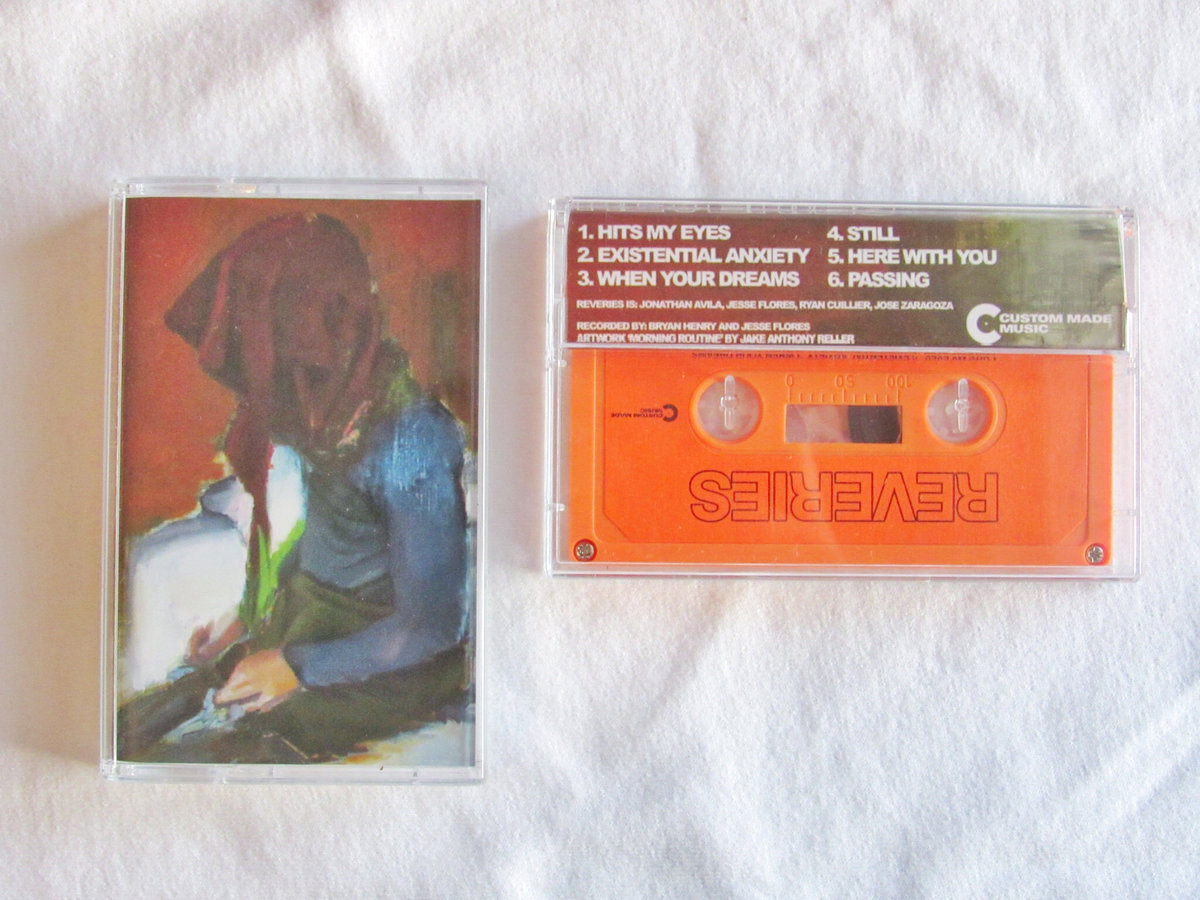 1. HITS MY EYES
2. EXISTENTIAL ANXIETY
3. WHEN YOUR DREAMS
4. STILL
5. HERE WITH YOU
6. PASSING
REVERIES IS: JONATHAN AVILA, JESSE FLORES, RYAN CUILLIER, JOSE ZARAGOZA
RECORDED BY: BRYAN HENRY AND JESSE FLORES
ARTWORK 'MORNING ROUTINE' BY JAKE ANTHONY RELLER
CUSTOM MADE
MUSIC
0 50 100
CUSTOM MADE
MUSIC
REVERIES